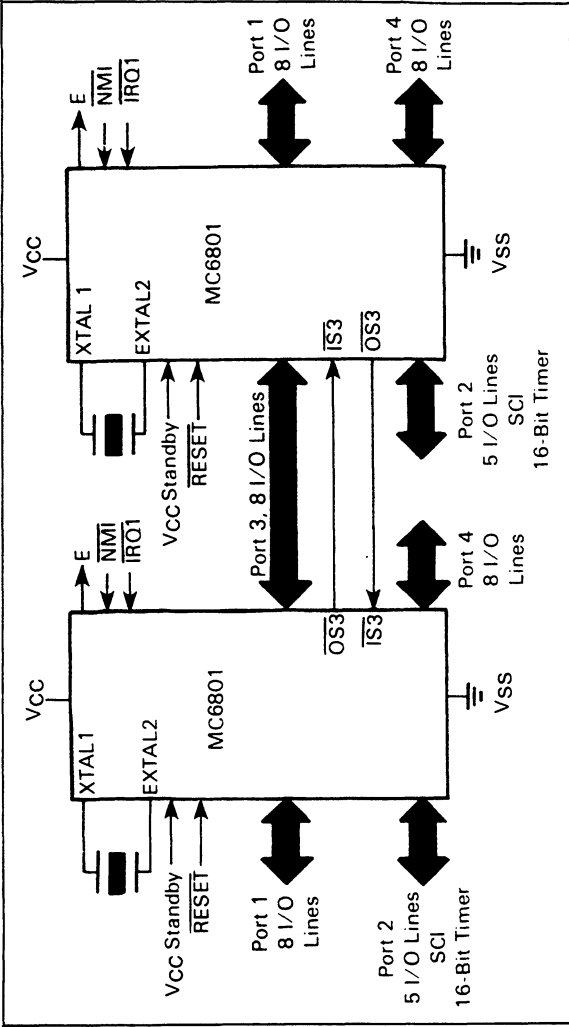 VCC
XTAL1
EXTAL2
VCC Standby
RESET
MC6801
E
NMI
IRQ1
Port 1
8 I/O
Lines
Port 2
5 I/O Lines
SCI
16-Bit Timer
OS3
IS3
VSS
Port 4
8 I/O
Lines
Port 3, 8 I/O Lines
VCC
XTAL 1
EXTAL2
VCC Standby
RESET
MC6801
E
NMI
IRQ1
IS3
OS3
Port 1
8 I/O
Lines
Port 4
8 I/O
Lines
Port 2
5 I/O Lines
SCI
16-Bit Timer
VSS